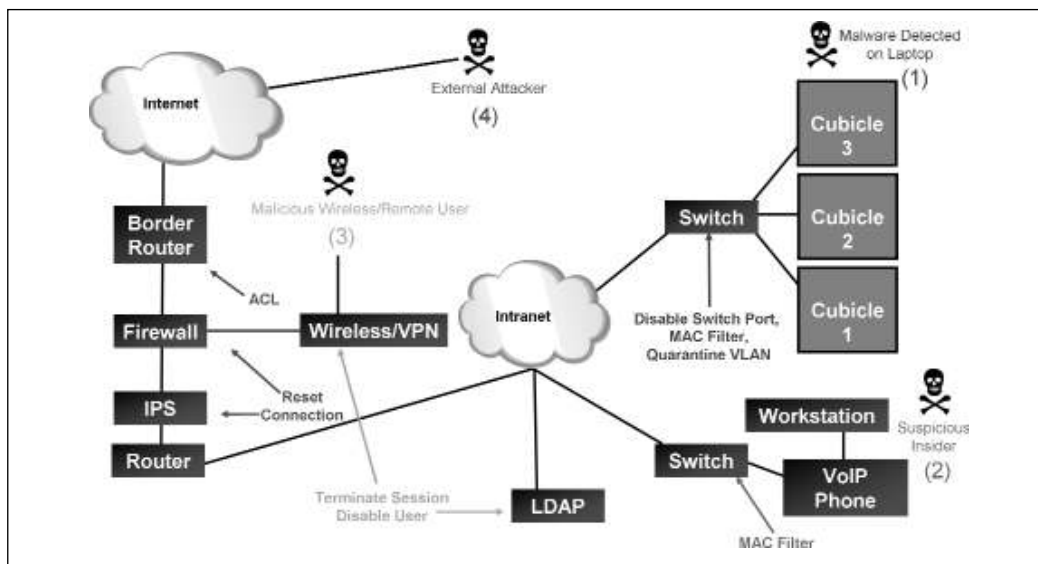 Malware Detected
on Laptop
(1)
Internet
External Attacker
(4)
Cubicle
3
Malicious Wireless/Remote User
(3)
Border
Router
Switch
Cubicle
2
ACL
Intranet
Cubicle
1
Firewall
Wireless/VPN
Disable Switch Port,
MAC Filter,
Quarantine VLAN
Reset
Connection
IPS
Router
Workstation
Suspicious
Insider
(2)
Switch
VoIP
Phone
Terminate Session
Disable User
LDAP
MAC Filter